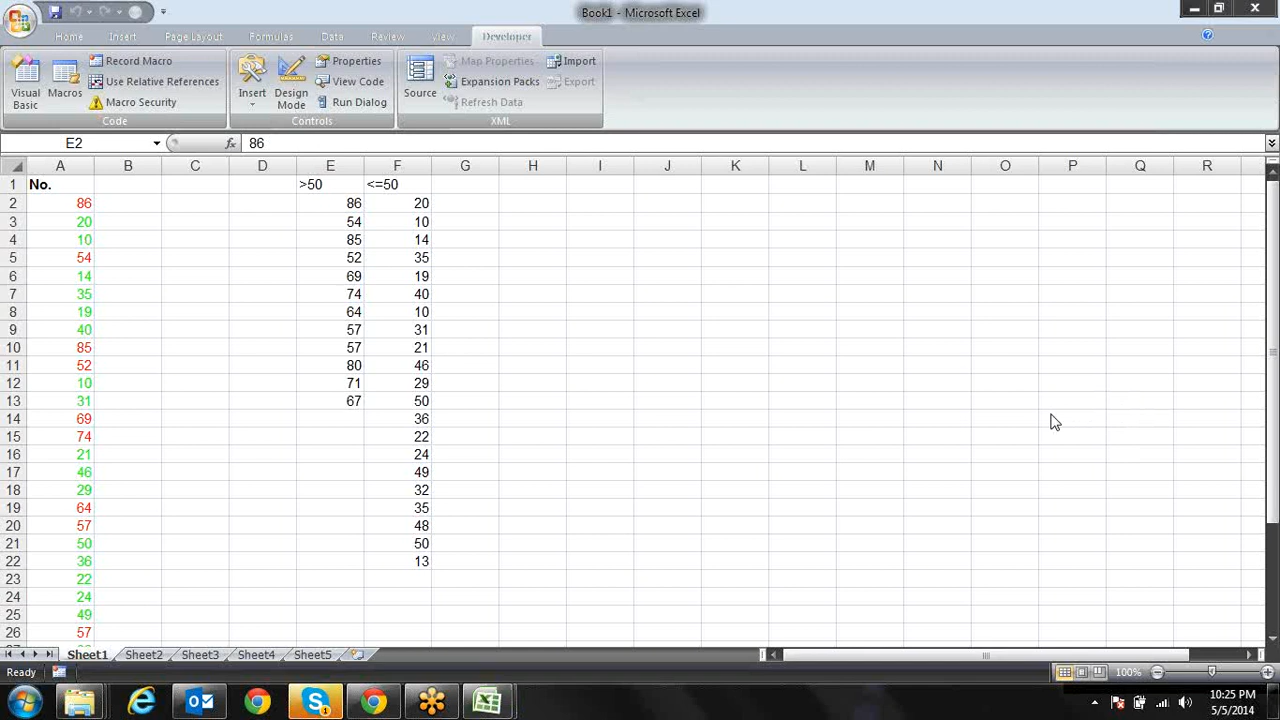 Book1 - Microsoft Excel
Home Insert Page Layout Formulas Data Review View Developer
Visual Basic
Macros
Record Macro
Use Relative References
Macro Security
Code
Insert
Design Mode
Properties
View Code
Run Dialog
Controls
Source
Map Properties
Expansion Packs
Refresh Data
Import
Export
XML
E2 fx 86
A B C D E F G H I J K L M N O P Q R
1 No. >50 <=50
2 86 86 20
3 20 54 10
4 10 85 14
5 54 52 35
6 14 69 19
7 35 74 40
8 19 64 10
9 40 57 31
10 85 57 21
11 52 80 46
12 10 71 29
13 31 67 50
14 69 36
15 74 22
16 21 24
17 46 49
18 29 32
19 64 35
20 57 48
21 50 50
22 36 13
23 22
24 24
25 49
26 57
Sheet1 Sheet2 Sheet3 Sheet4 Sheet5
Ready 100%
10:25 PM
5/5/2014